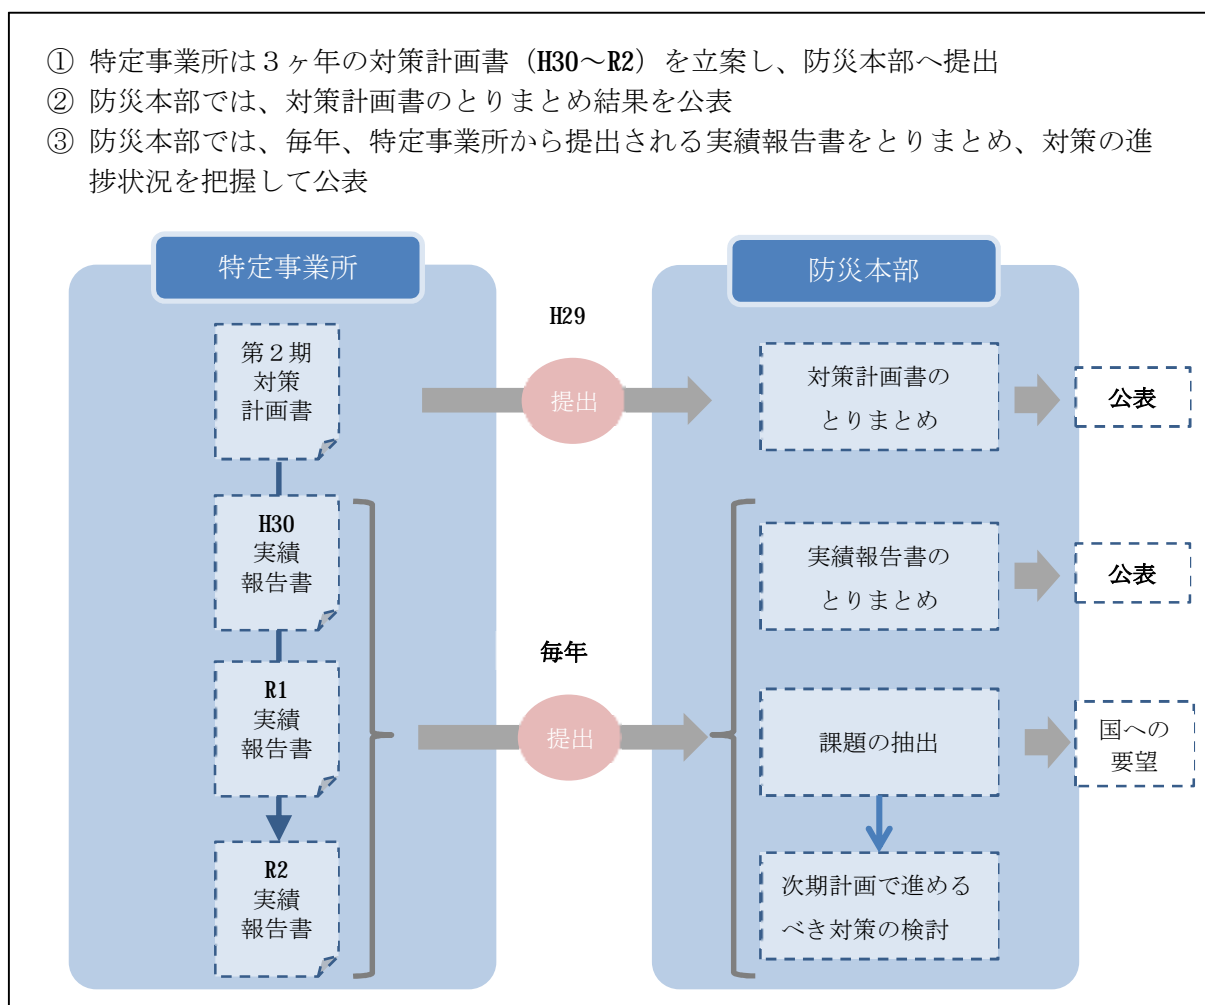 ① 特定事業所は３ヶ年の対策計画書（H30～R2）を立案し、防災本部へ提出
② 防災本部では、対策計画書のとりまとめ結果を公表
③ 防災本部では、毎年、特定事業所から提出される実績報告書をとりまとめ、対策の進
捗状況を把握して公表
特定事業所
防災本部
H29
第２期
対策
計画書
提出
対策計画書の
とりまとめ
公表
H30
実績
報告書
実績報告書の
とりまとめ
公表
毎年
R1
実績
報告書
提出
課題の抽出
国への
要望
R2
実績
報告書
次期計画で進める
べき対策の検討